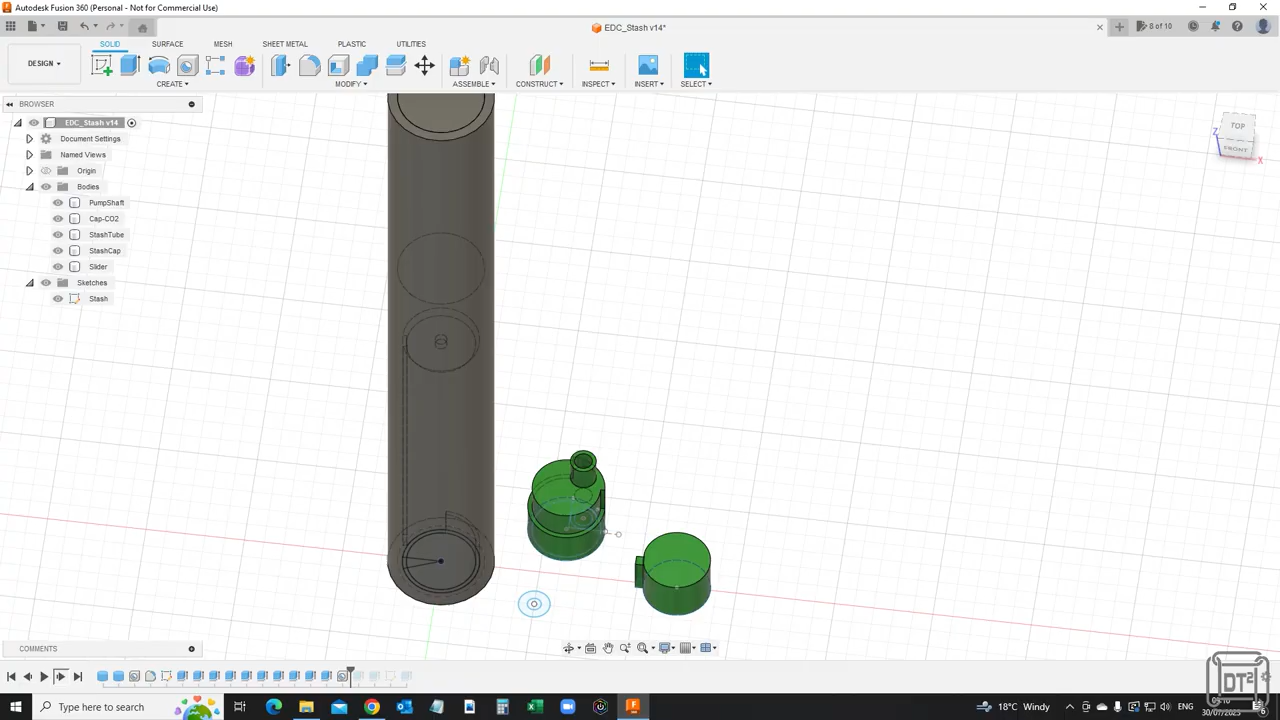 Autodesk Fusion 360 (Personal - Not for Commercial Use)
EDC_Stash v14*
8 of 10
DESIGN
SOLID SURFACE MESH SHEET METAL PLASTIC UTILITIES
CREATE MODIFY ASSEMBLE CONSTRUCT INSPECT INSERT SELECT
BROWSER
EDC_Stash v14
Document Settings
Named Views
Origin
Bodies
PumpShaft
Cap-CO2
StashTube
StashCap
Slider
Sketches
Stash
TOP
FRONT
Z
X
COMMENTS
DT2
Type here to search
18°C Windy
ENG
30/07/2023